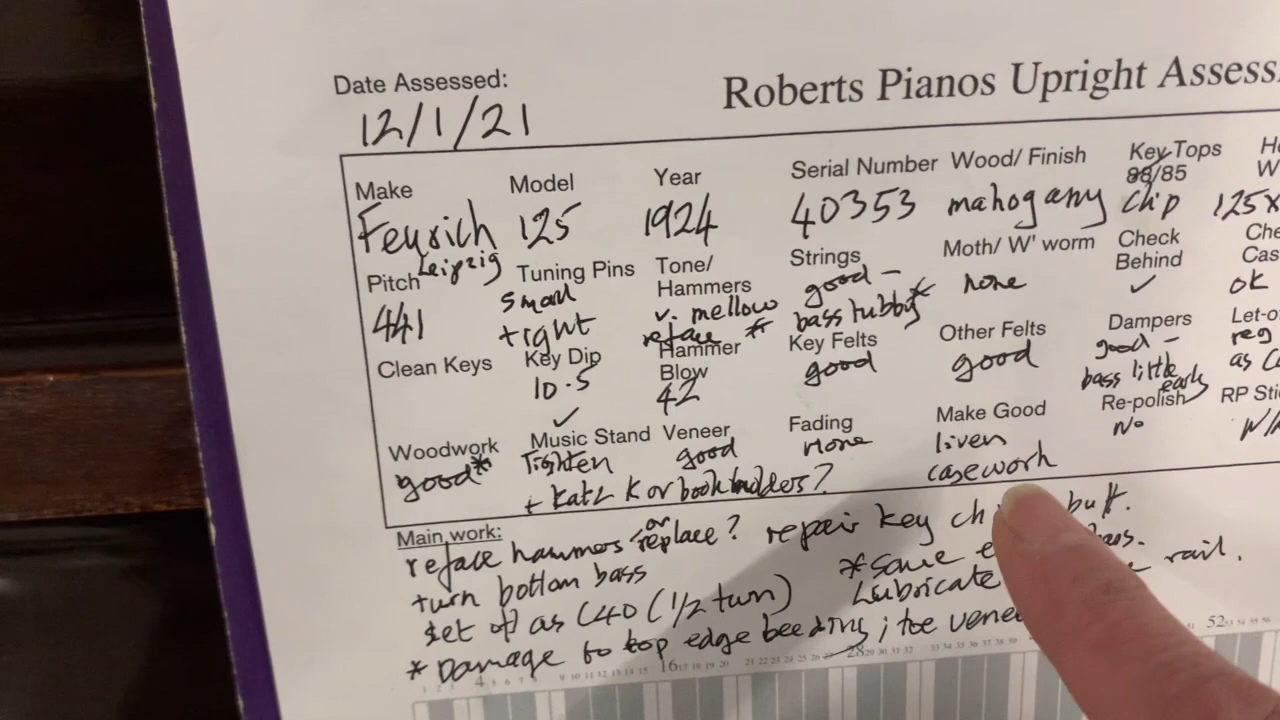 Date Assessed:
12/1/21
Roberts Pianos Upright Assess
Make Model Year Serial Number Wood/ Finish Key Tops
88/85
Feurich 125 1924 40353 mahogany chip 125x
Leipzig
Pitch Tuning Pins Tone/ Hammers Strings Moth/ W' worm Check Behind
441 small tight v. mellow reface * good - bass tubby * none ✓ ok
Clean Keys Key Dip Hammer Blow Key Felts Other Felts Dampers Let-o
10.5 ✓ 42 good good good - bass little early reg as C
Woodwork Music Stand Veneer Fading Make Good Re-polish RP Sti
good* Tighten good none liven casework No
or bookholders?
Main work:
reface hammers or replace? repair key
turn bottom bass *some
set off as C40 (1/2 turn) Lubricate rail.
* Damage to top edge beeding; toe
4 16 28 52